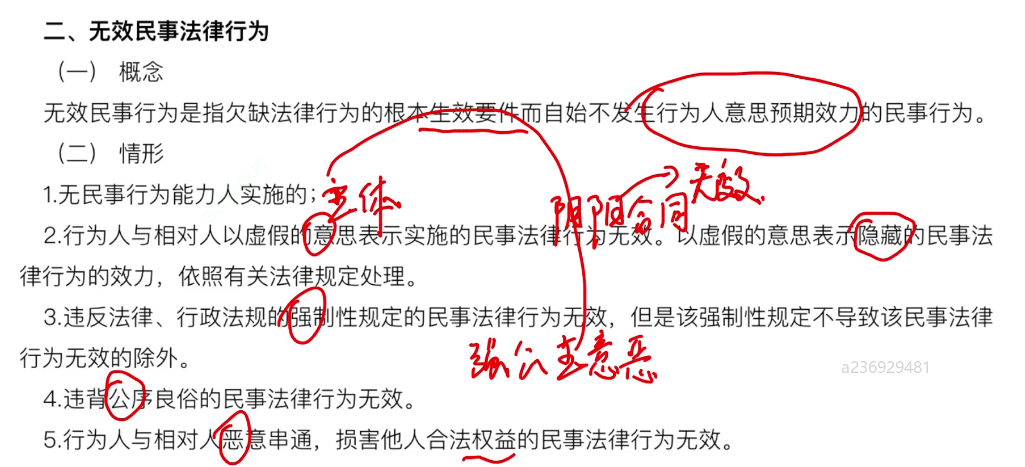 二、无效民事法律行为
（一） 概念
无效民事行为是指欠缺法律行为的根本生效要件而自始不发生行为人意思预期效力的民事行为。
（二） 情形
1.无民事行为能力人实施的；主体
阴阳合同 无效
2.行为人与相对人以虚假的意思表示实施的民事法律行为无效。以虚假的意思表示隐藏的民事法
律行为的效力，依照有关法律规定处理。
3.违反法律、行政法规的强制性规定的民事法律行为无效，但是该强制性规定不导致该民事法律
行为无效的除外。
强公主意恶
a236929481
4.违背公序良俗的民事法律行为无效。
5.行为人与相对人恶意串通，损害他人合法权益的民事法律行为无效。